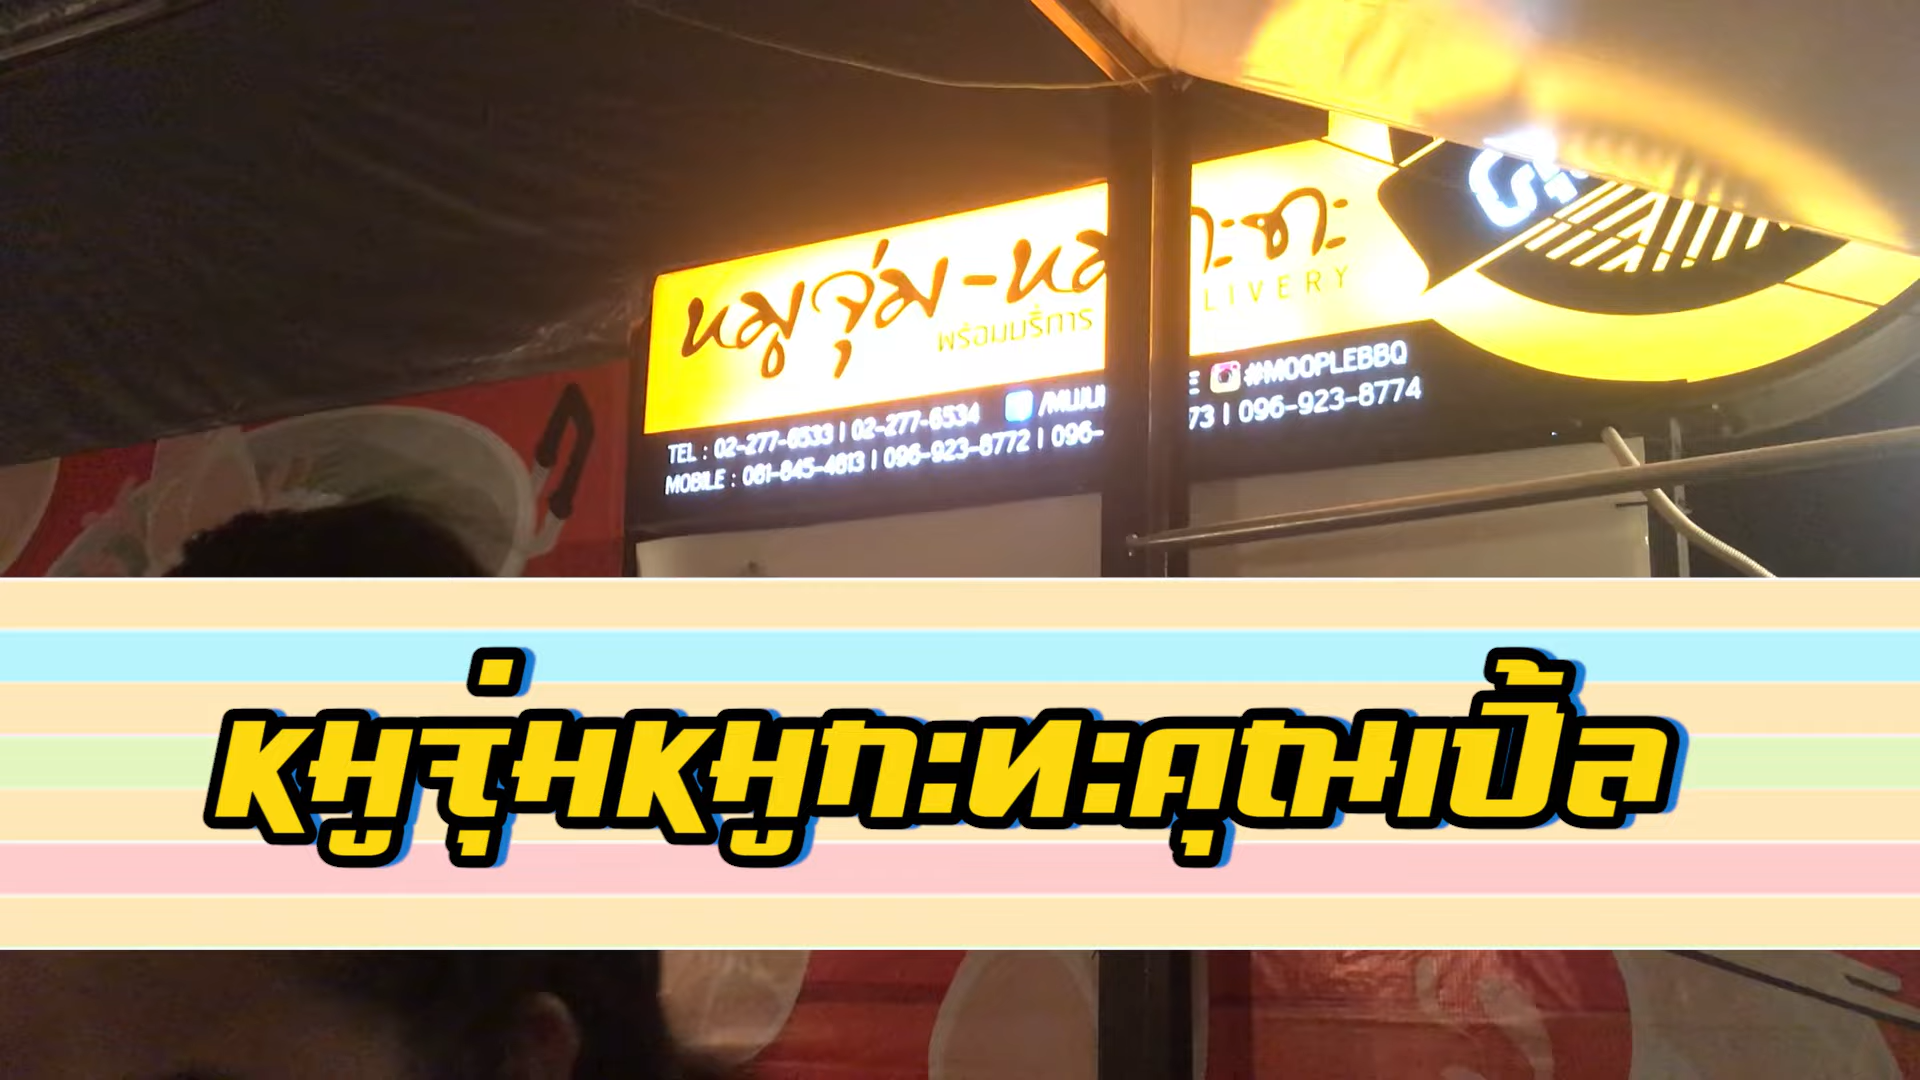 หมูจุ่ม-หมูกะทะ
พร้อมบริการ LIVERY
TEL : 02-277-6533 | 02-277-6534 #MOOPLEBBQ
MOBILE : 081-845-4613 | 096-923-8772 | 096- 73 | 096-923-8774
หมูจุ่มหมูกะทะคุณเปิ้ล